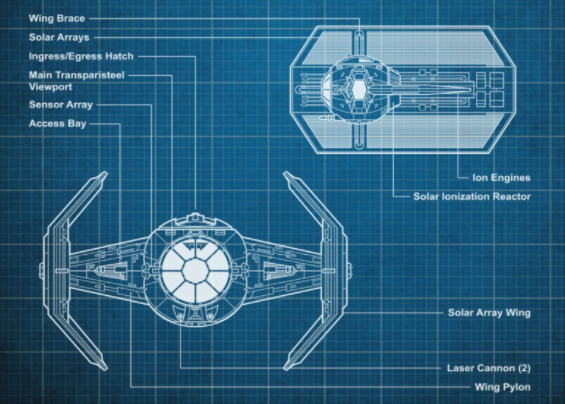 Wing Brace
Solar Arrays
Ingress/Egress Hatch
Main Transparisteel
Viewport
Sensor Array
Access Bay
Ion Engines
Solar Ionization Reactor
Solar Array Wing
Laser Cannon (2)
Wing Pylon